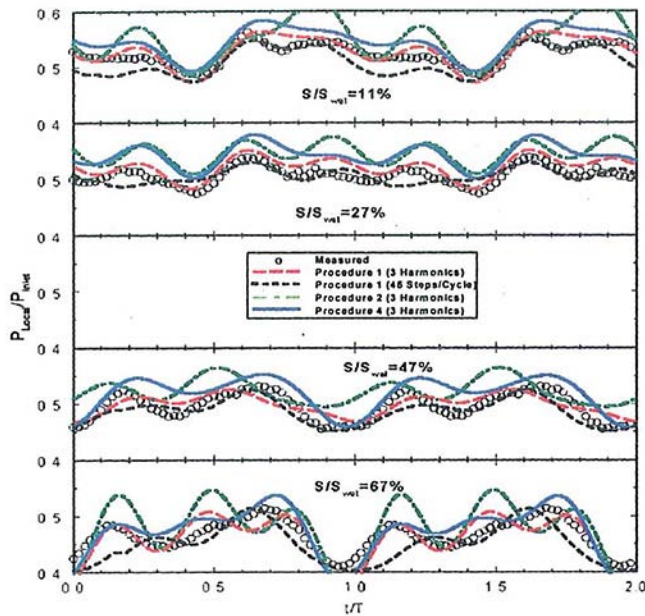 0 6
0 5
S/Swet=11%
0 4
0 5
S/Swet=27%
0 4
Measured
Procedure 1 (3 Harmonics)
Procedure 1 (45 Steps/Cycle)
Procedure 2 (3 Harmonics)
Procedure 4 (3 Harmonics)
PLocal/PInlet
0 4
S/Swet=47%
0 5
0 4
S/Swet=67%
0 5
0 4
0 0 0 5 1 0 1 5 2.0
t/T